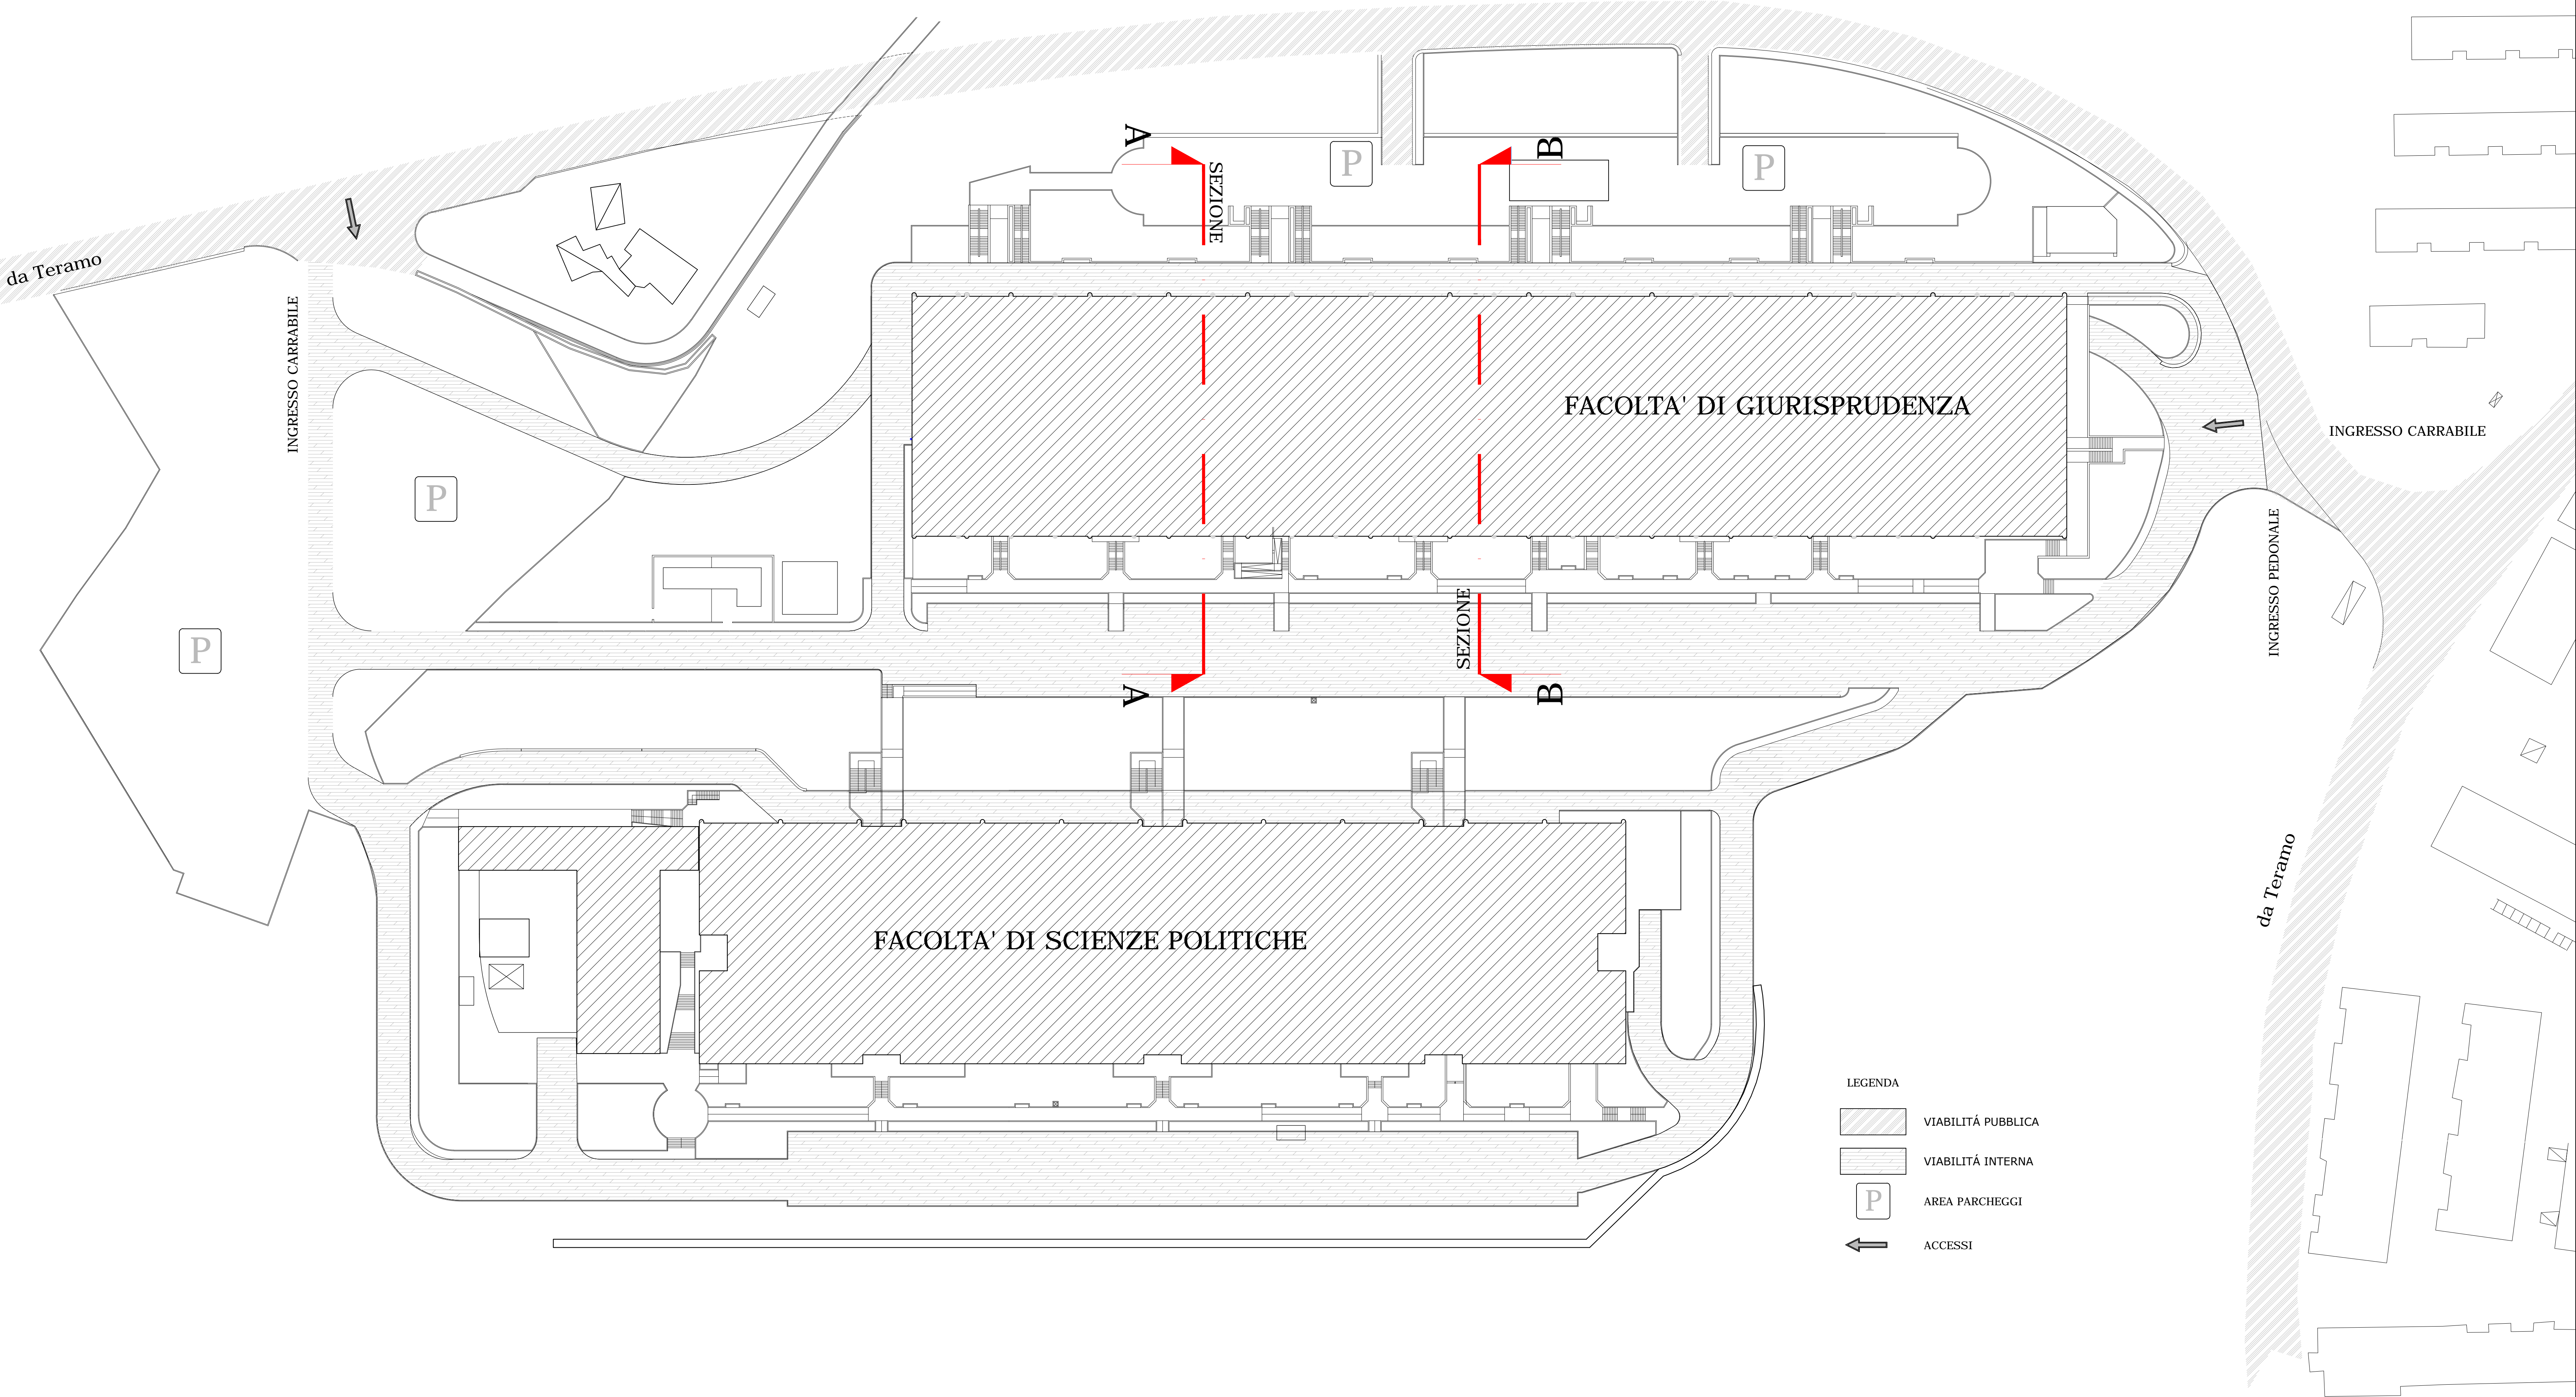 A
B
P
P
SEZIONE
da Teramo
INGRESSO CARRABILE
FACOLTA' DI GIURISPRUDENZA
INGRESSO CARRABILE
P
INGRESSO PEDONALE
P
SEZIONE
A
B
FACOLTA' DI SCIENZE POLITICHE
da Teramo
LEGENDA
VIABILITÁ PUBBLICA
VIABILITÁ INTERNA
P AREA PARCHEGGI
ACCESSI